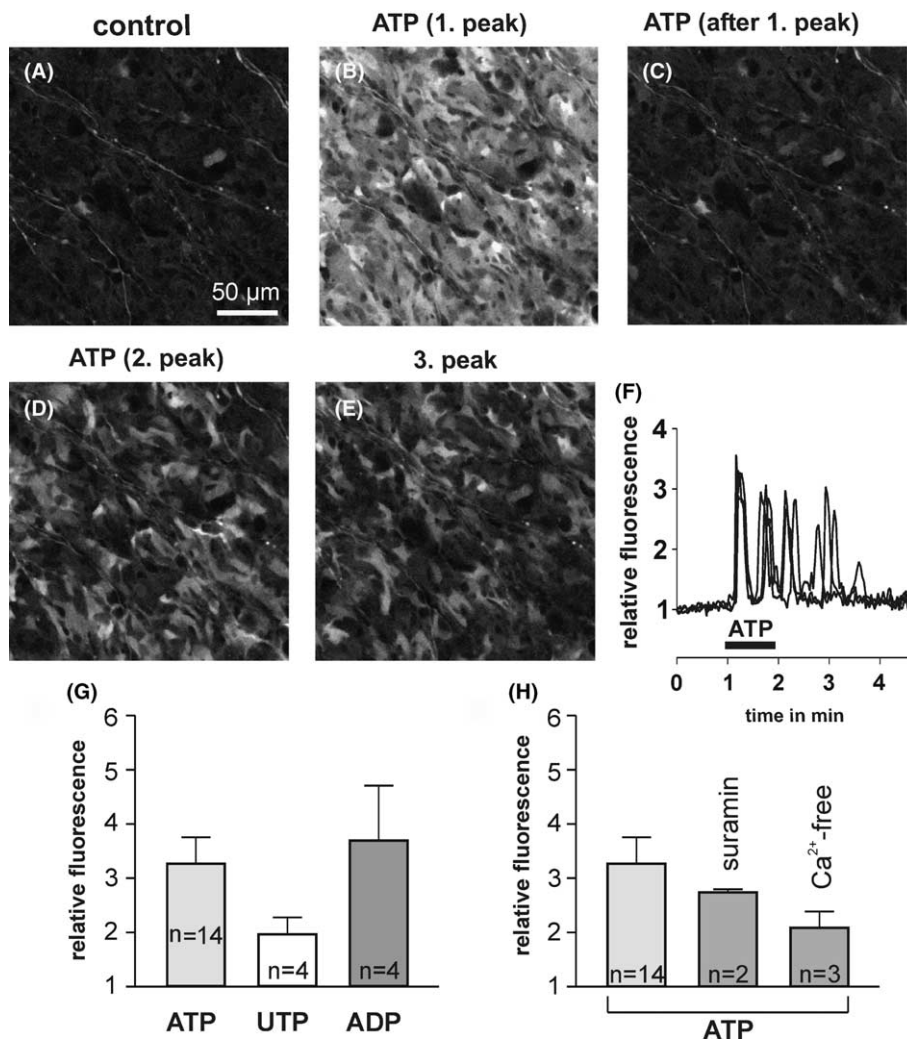 control
ATP (1. peak)
ATP (after 1. peak)
(A)
(B)
(C)
50 µm
ATP (2. peak)
3. peak
(D)
(E)
(F)
relative fluorescence
4
3
2
1
ATP
0 1 2 3 4
time in min
(G)
relative fluorescence
6
5
4
3
2
1
n=14
n=4
n=4
ATP UTP ADP
(H)
relative fluorescence
6
5
4
3
2
1
suramin
Ca²⁺-free
n=14
n=2
n=3
ATP